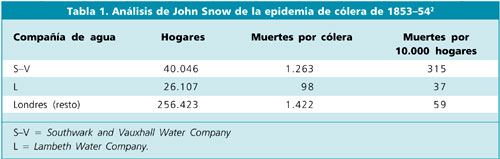 Tabla 1. Análisis de John Snow de la epidemia de cólera de 1853–54²
Compañía de agua Hogares Muertes por cólera Muertes por
10.000 hogares
S–V 40.046 1.263 315
L 26.107 98 37
Londres (resto) 256.423 1.422 59
S–V = Southwark and Vauxhall Water Company
L = Lambeth Water Company.